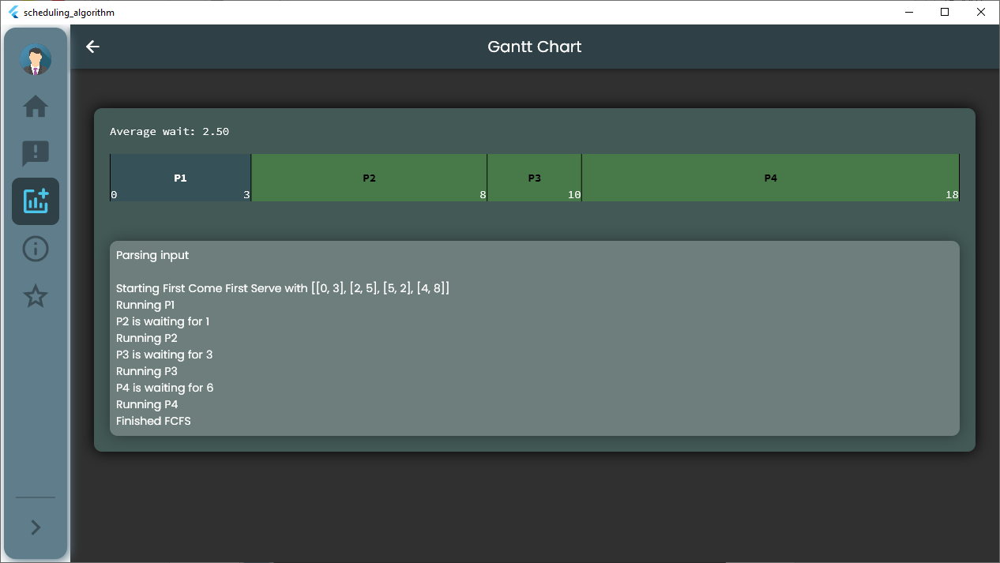 scheduling_algorithm
Gantt Chart
Average wait: 2.50
P1 P2 P3 P4
0 3 8 10 18
Parsing input
Starting First Come First Serve with [[0, 3], [2, 5], [5, 2], [4, 8]]
Running P1
P2 is waiting for 1
Running P2
P3 is waiting for 3
Running P3
P4 is waiting for 6
Running P4
Finished FCFS